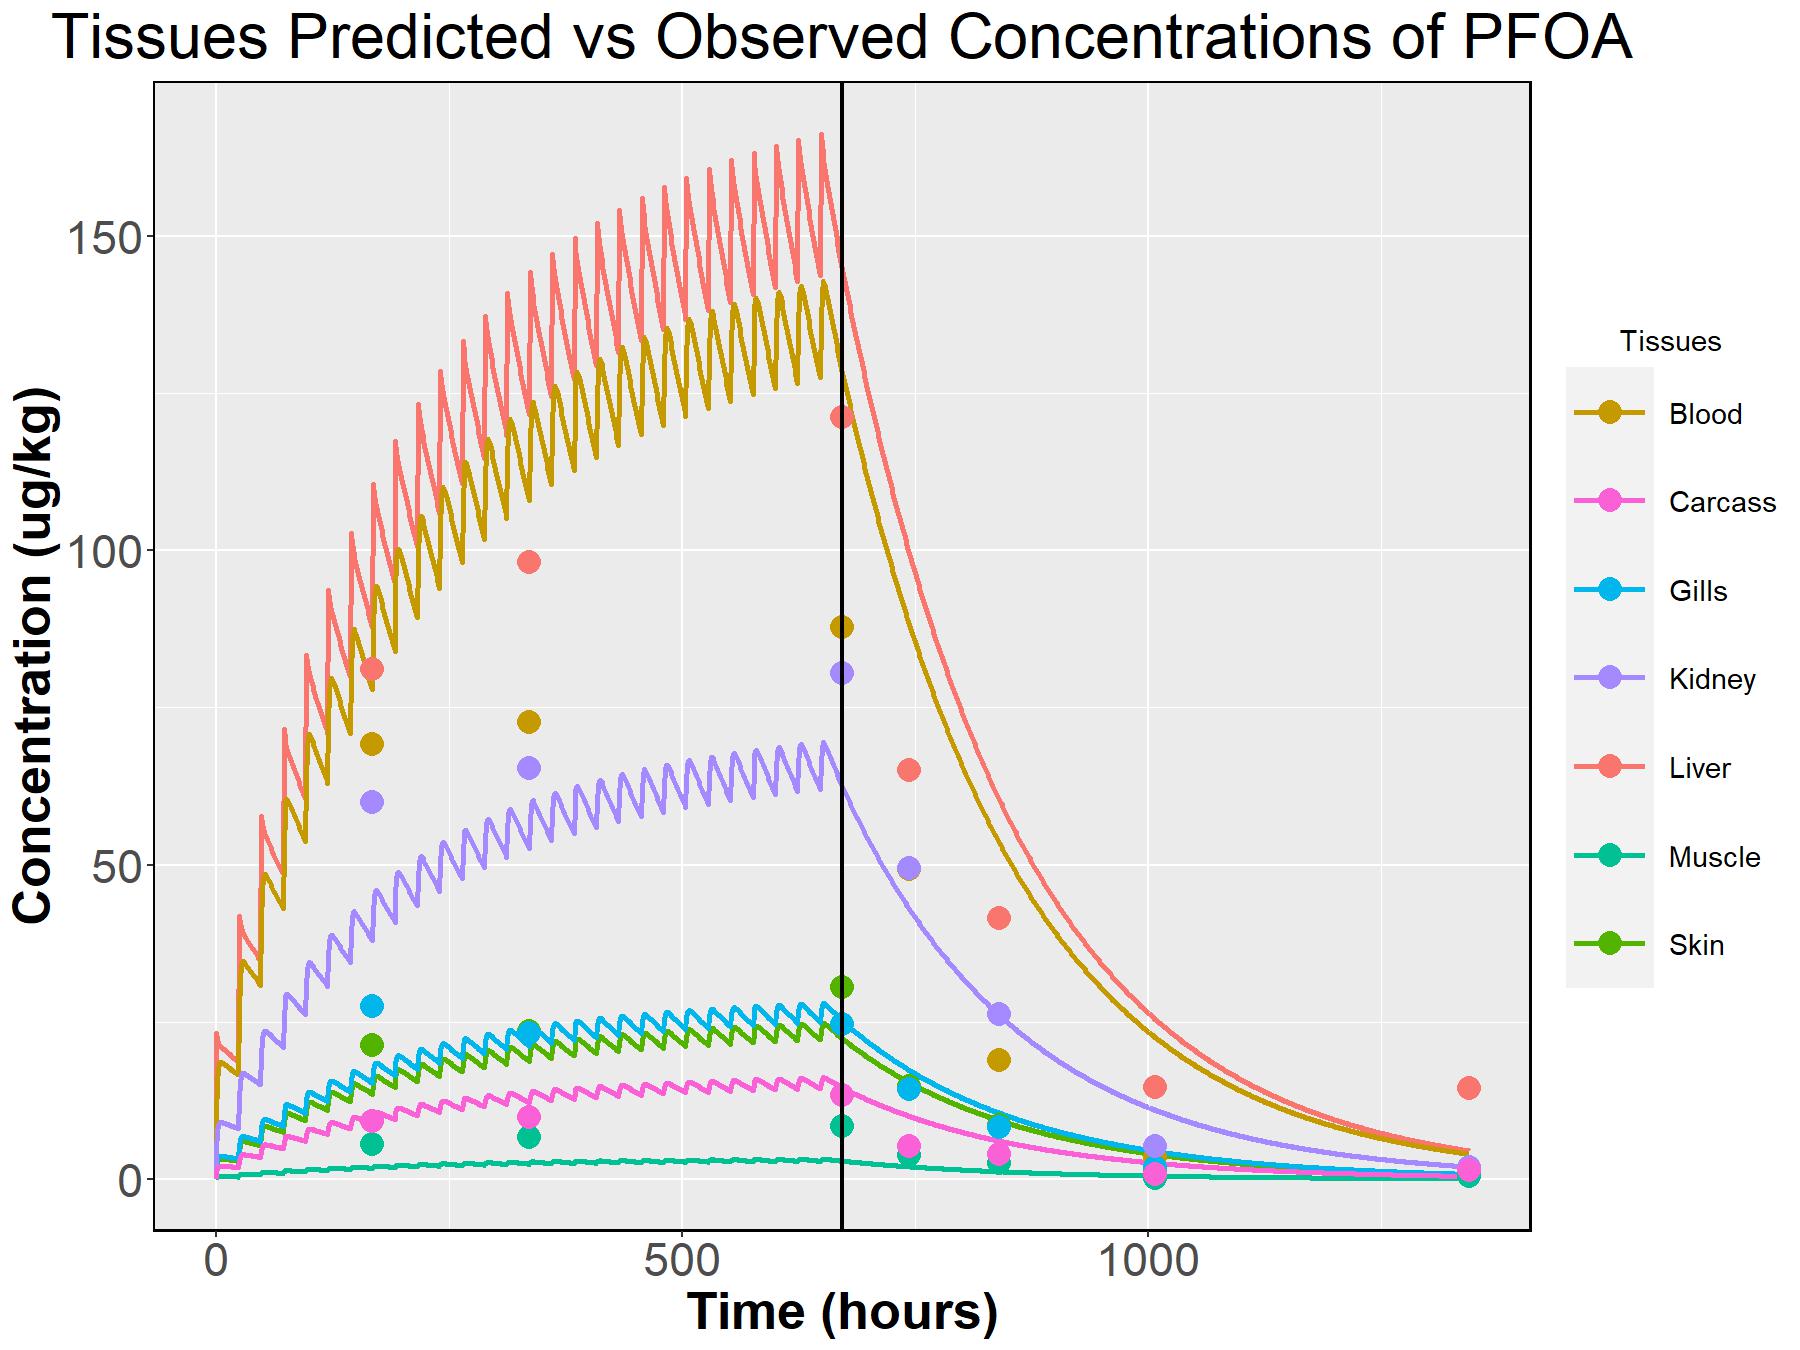 Tissues Predicted vs Observed Concentrations of PFOA
Concentration (ug/kg)
150
100
50
0
0 500 1000
Time (hours)
Tissues
Blood
Carcass
Gills
Kidney
Liver
Muscle
Skin